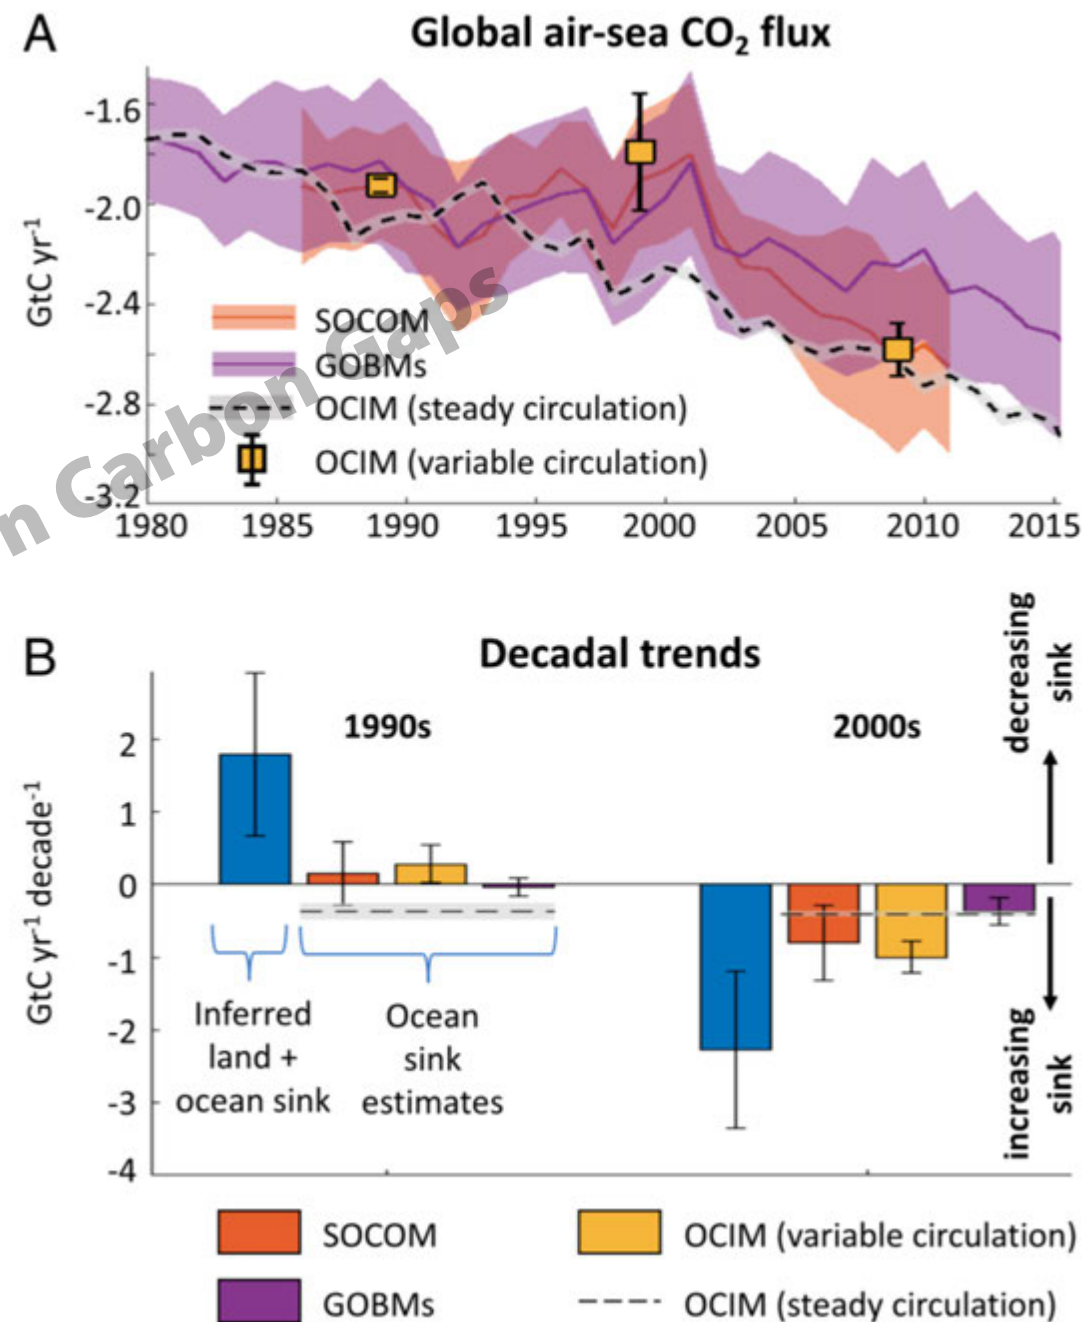 A
Global air-sea CO₂ flux
GtC yr⁻¹
-1.6
-2.0
-2.4
-2.8
-3.2
SOCOM
GOBMs
OCIM (steady circulation)
OCIM (variable circulation)
n Carbon Gaps
1980 1985 1990 1995 2000 2005 2010 2015
B
Decadal trends
decreasing
sink
1990s 2000s
GtC yr⁻¹ decade⁻¹
2
1
0
-1
-2
-3
-4
Inferred
land +
ocean sink
Ocean
sink
estimates
increasing
sink
SOCOM
OCIM (variable circulation)
GOBMs
OCIM (steady circulation)